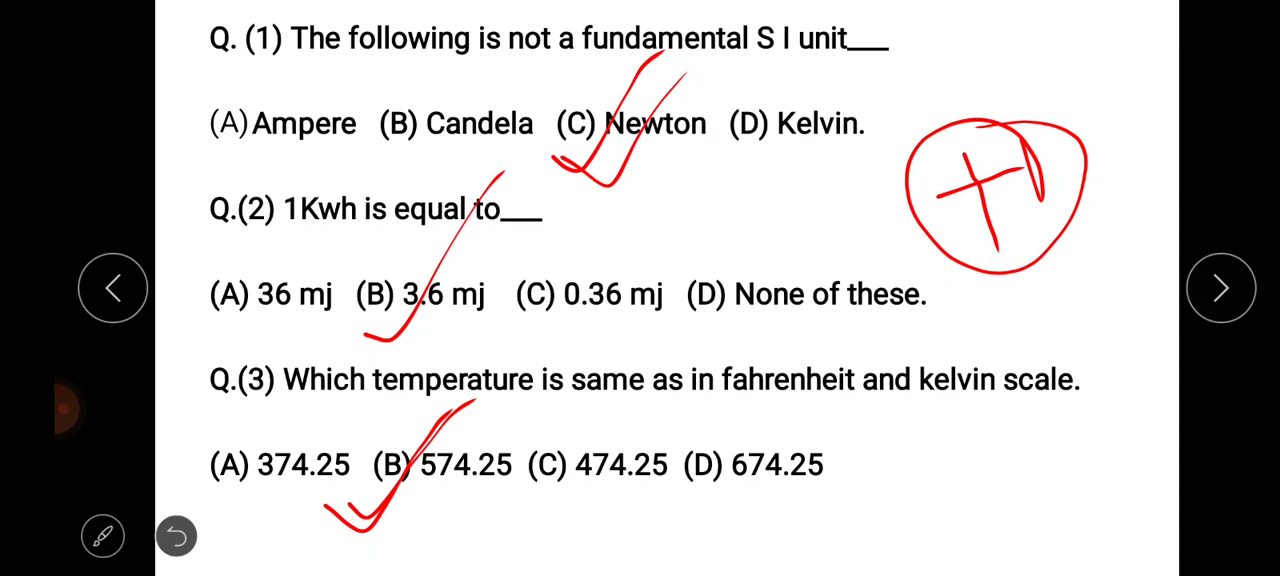 Q. (1) The following is not a fundamental S I unit___
(A) Ampere (B) Candela (C) Newton (D) Kelvin.
Q.(2) 1Kwh is equal to___
(A) 36 mj (B) 3.6 mj (C) 0.36 mj (D) None of these.
Q.(3) Which temperature is same as in fahrenheit and kelvin scale.
(A) 374.25 (B) 574.25 (C) 474.25 (D) 674.25